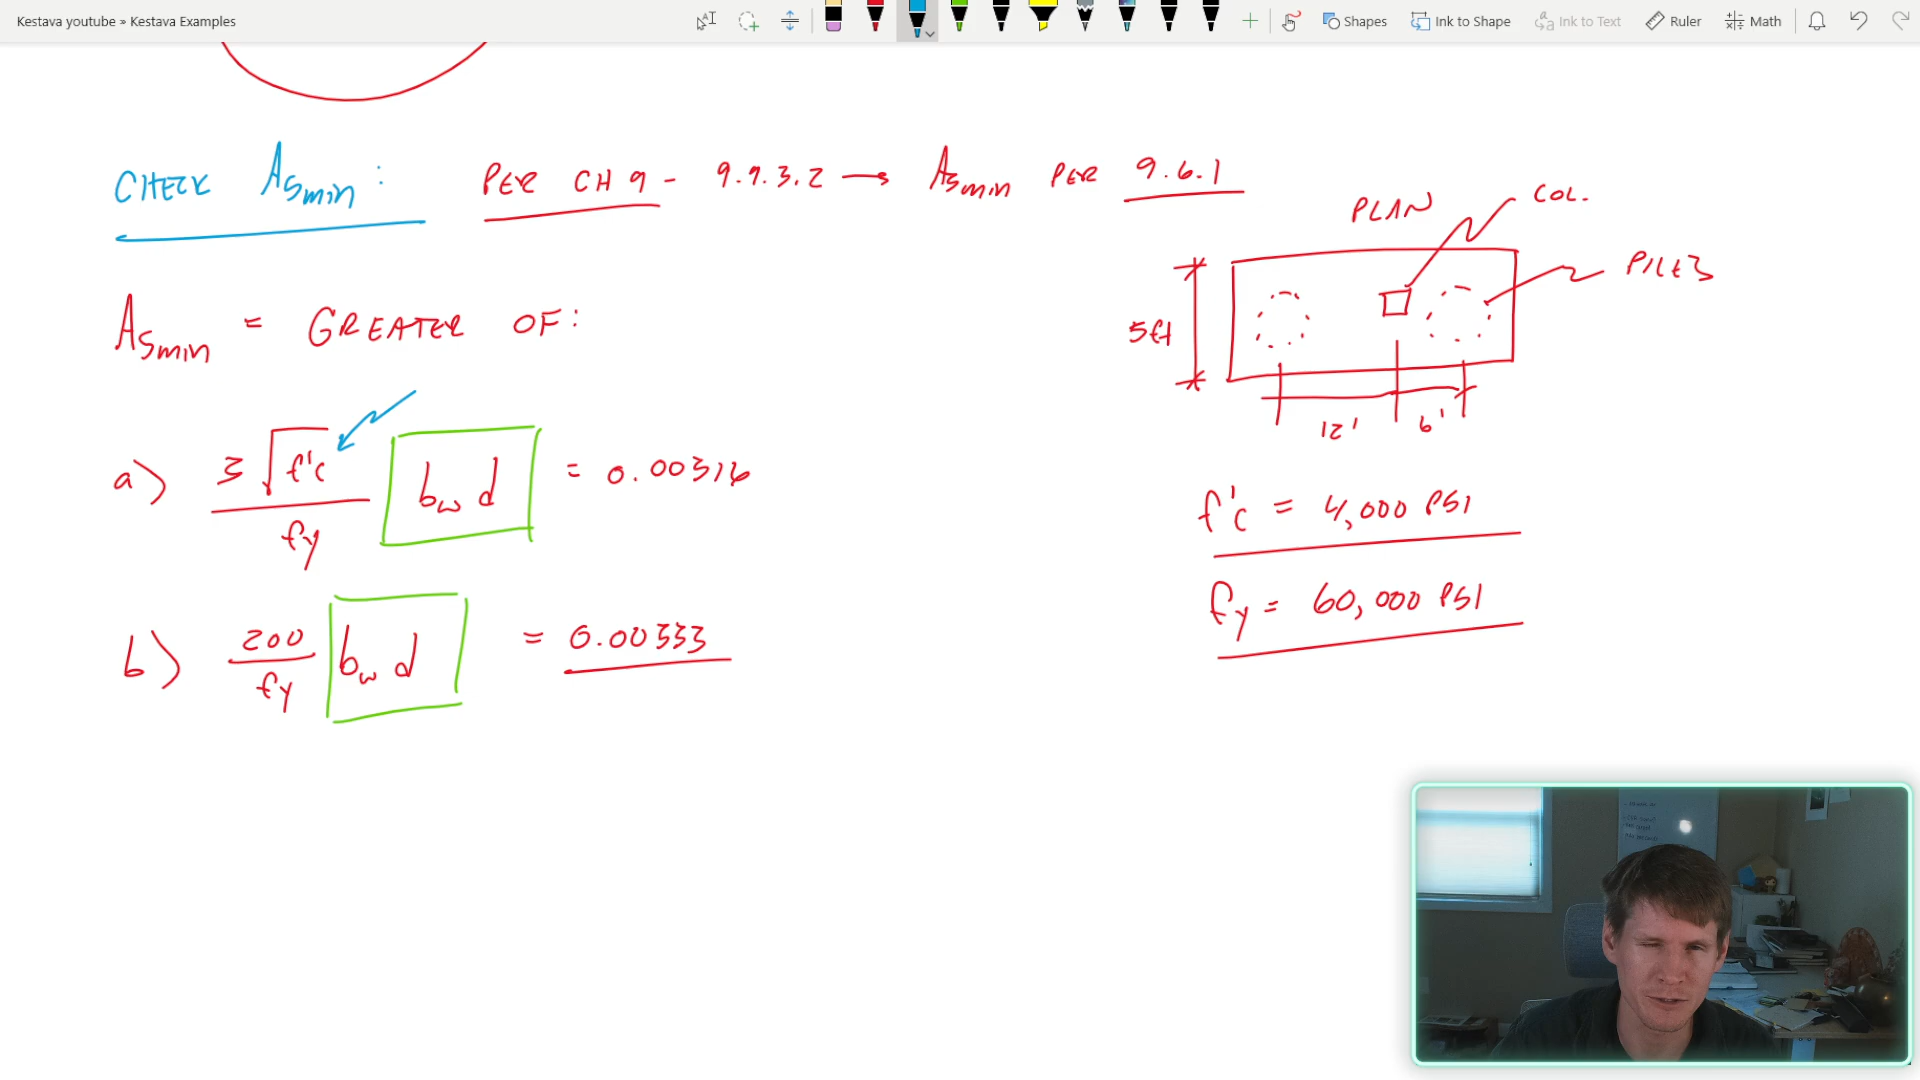 Kestava youtube » Kestava Examples
Shapes
Ink to Shape
Ink to Text
Ruler
Math
CHECK Asmin:
PER CH 9 - 9.9.3.2 → Asmin PER 9.6.1
PLAN
COL.
PILES
5ft
12'
6'
Asmin = GREATER OF:
a) 3√f'c / fy bw d = 0.00316
b) 200 / fy bw d = 0.00333
f'c = 4,000 PSI
fy = 60,000 PSI